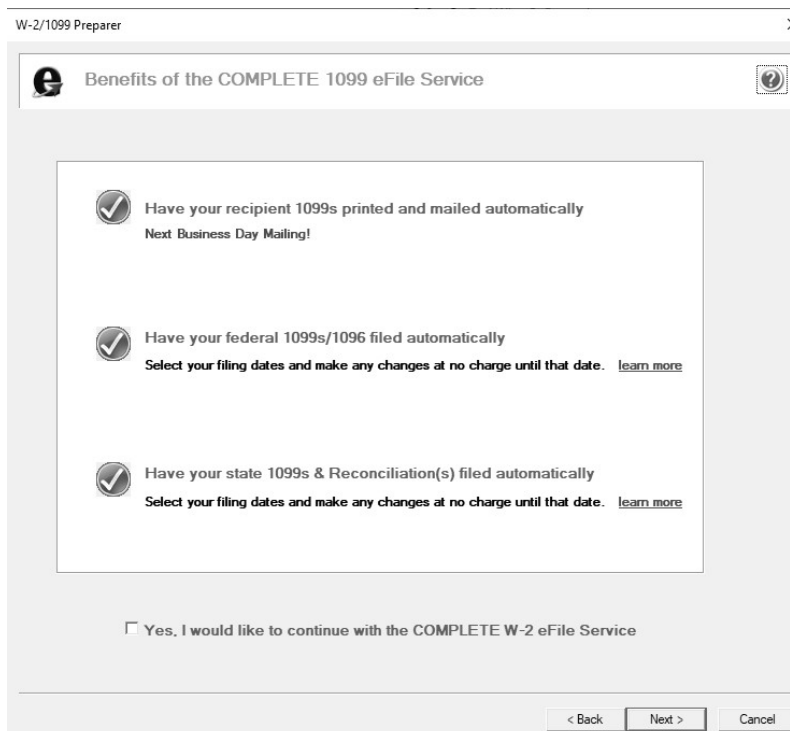 W-2/1099 Preparer
Benefits of the COMPLETE 1099 eFile Service
Have your recipient 1099s printed and mailed automatically
Next Business Day Mailing!
Have your federal 1099s/1096 filed automatically
Select your filing dates and make any changes at no charge until that date. learn more
Have your state 1099s & Reconciliation(s) filed automatically
Select your filing dates and make any changes at no charge until that date. learn more
Yes, I would like to continue with the COMPLETE W-2 eFile Service
< Back Next > Cancel